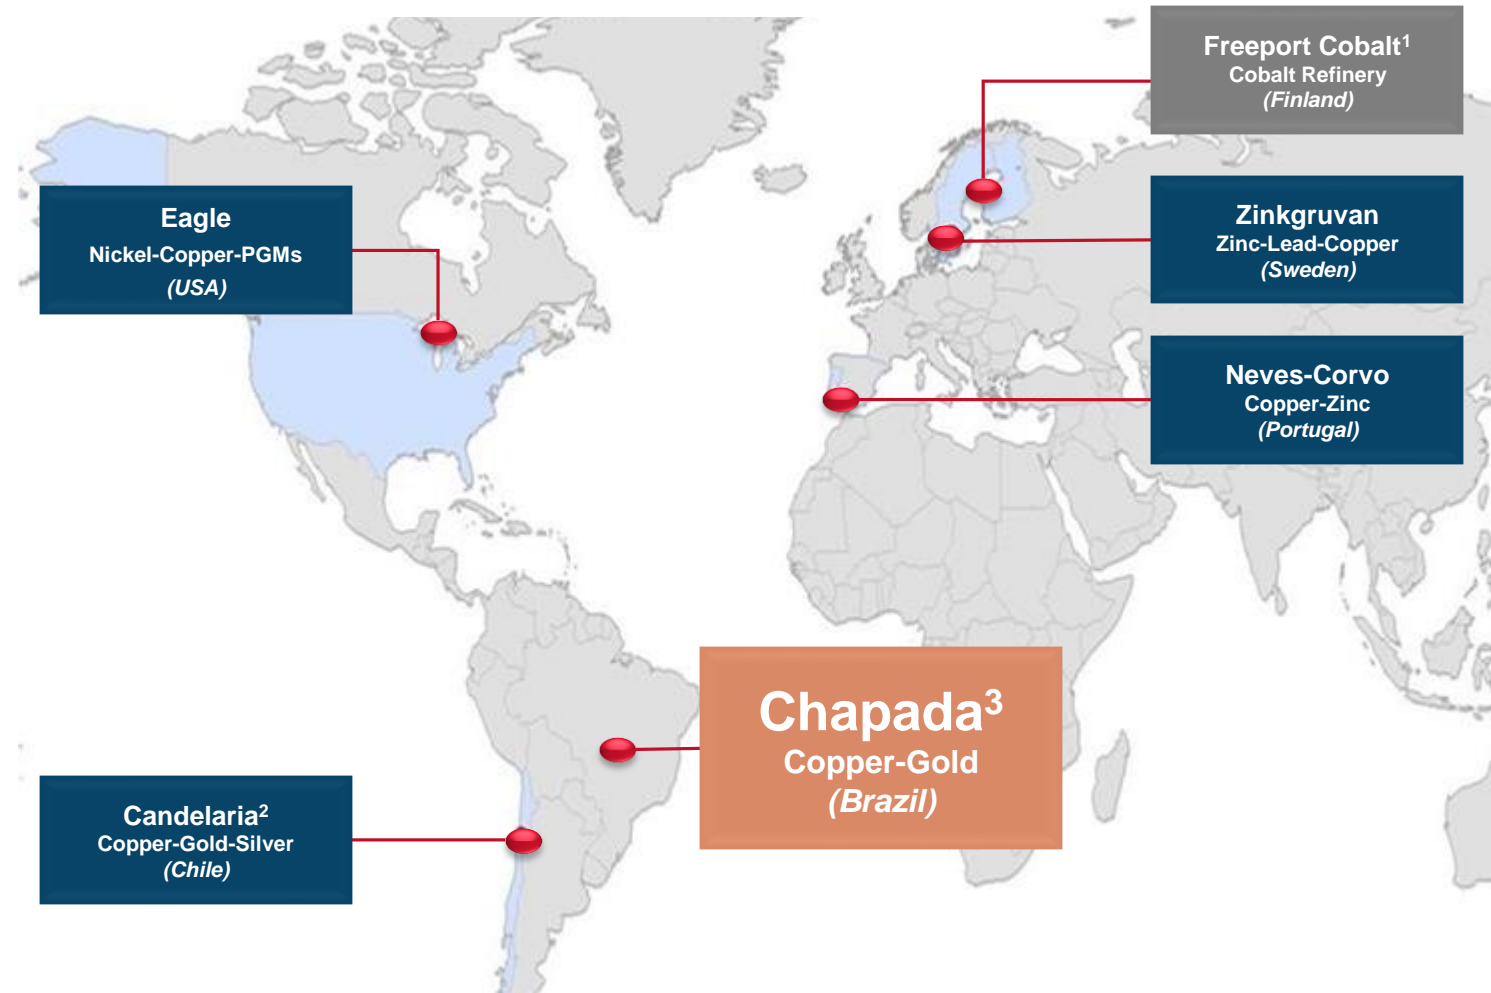 Freeport Cobalt¹
Cobalt Refinery
(Finland)
Eagle
Nickel-Copper-PGMs
(USA)
Zinkgruvan
Zinc-Lead-Copper
(Sweden)
Neves-Corvo
Copper-Zinc
(Portugal)
Chapada³
Copper-Gold
(Brazil)
Candelaria²
Copper-Gold-Silver
(Chile)